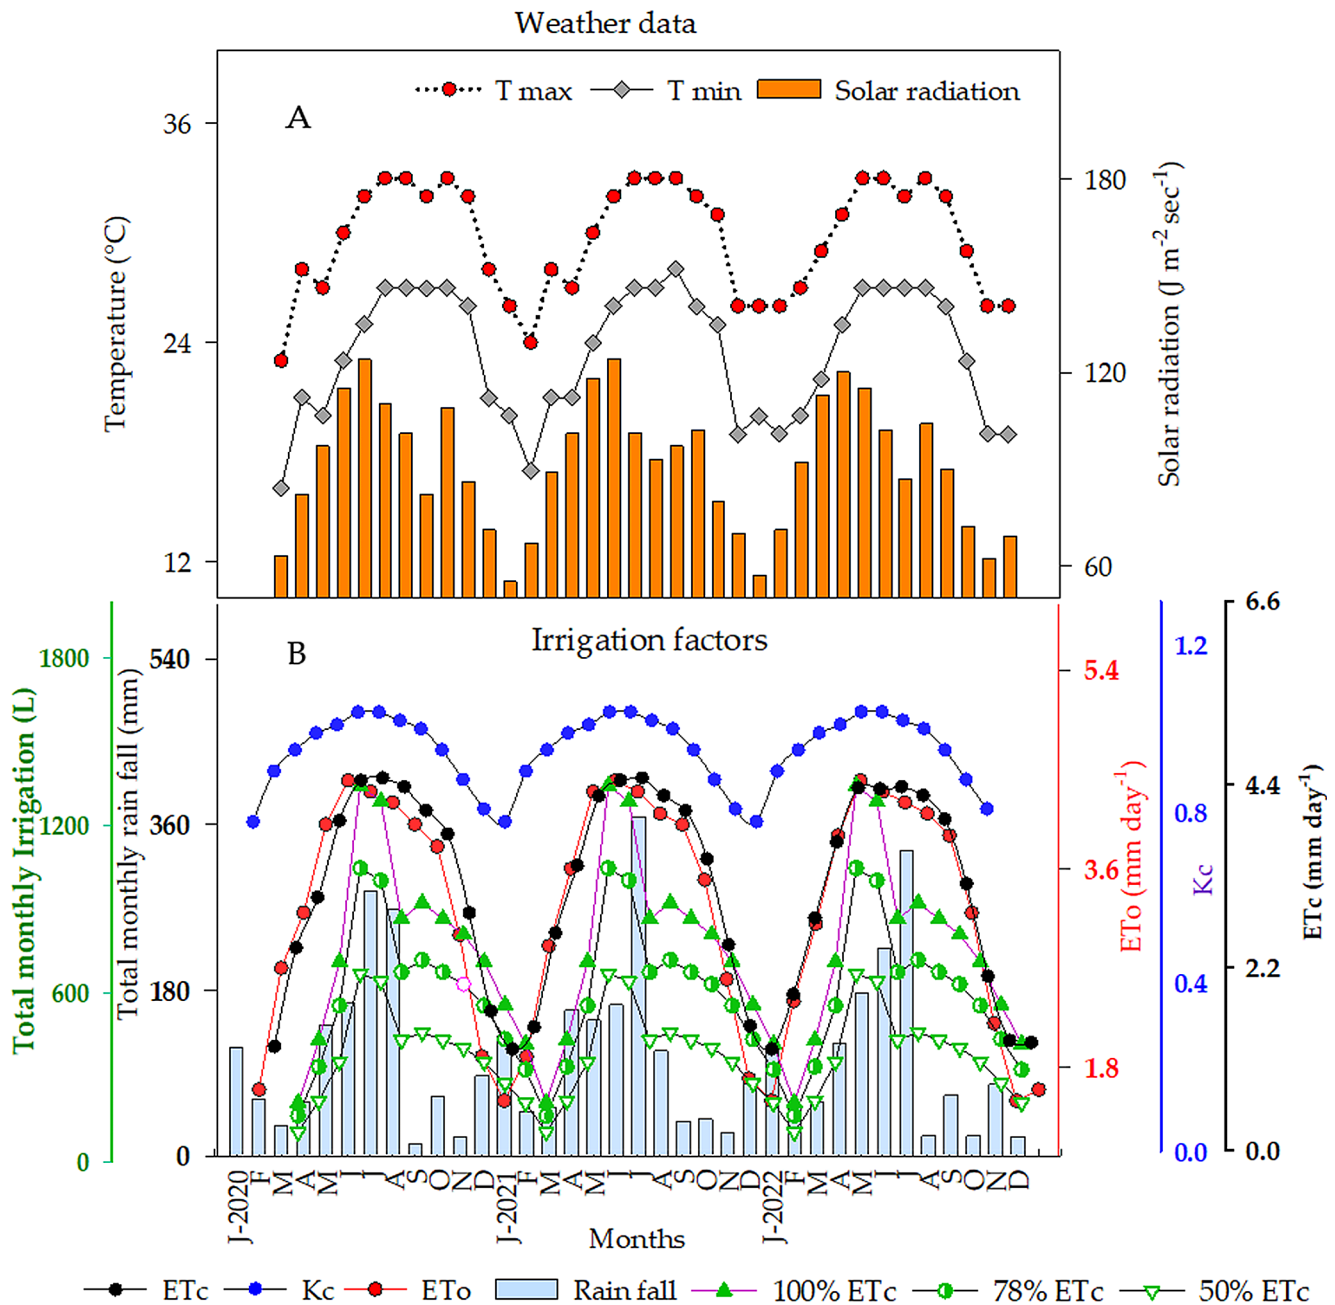 Weather data
T max T min Solar radiation
A
36
24
12
Temperature (°C)
180
120
60
Solar radiation (J m⁻² sec⁻¹)
Irrigation factors
B
1800
1200
600
0
Total monthly Irrigation (L)
540
360
180
0
Total monthly rain fall (mm)
5.4
3.6
1.8
ETo (mm day⁻¹)
1.2
0.8
0.4
0.0
Kc
6.6
4.4
2.2
0.0
ETc (mm day⁻¹)
J-2020 F M A M J J A S O N D J-2021 F M A M J J A S O N D J-2022 F M A M J J A S O N D
Months
ETc Kc ETo Rain fall 100% ETc 78% ETc 50% ETc